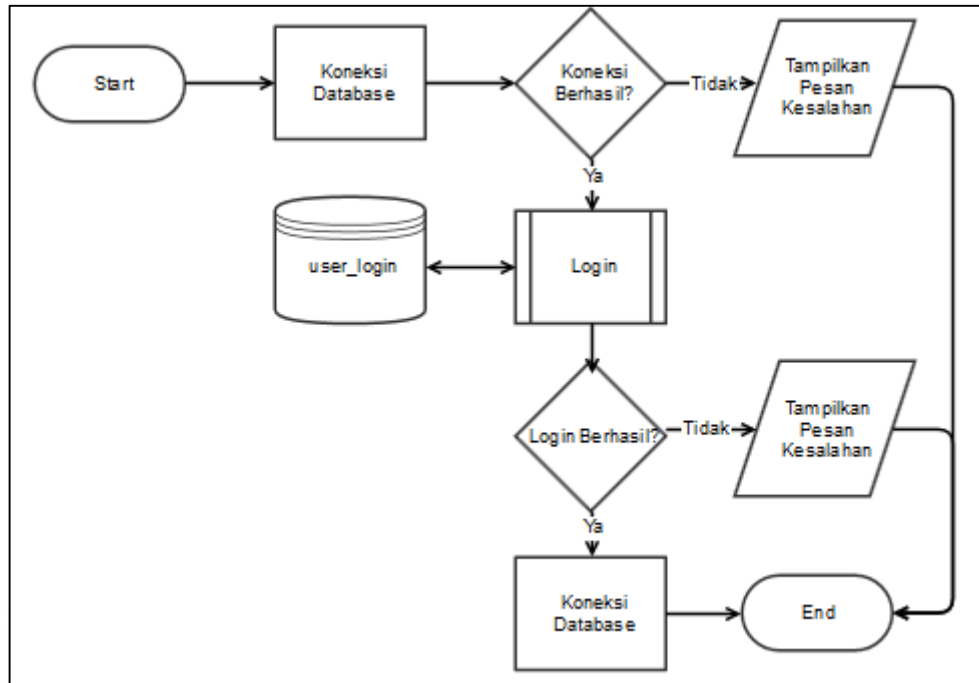 Start
Koneksi
Database
Koneksi
Berhasil?
Tidak
Tampilkan
Pesan
Kesalahan
Ya
user_login
Login
Login Berhasil?
Tidak
Tampilkan
Pesan
Kesalahan
Ya
Koneksi
Database
End